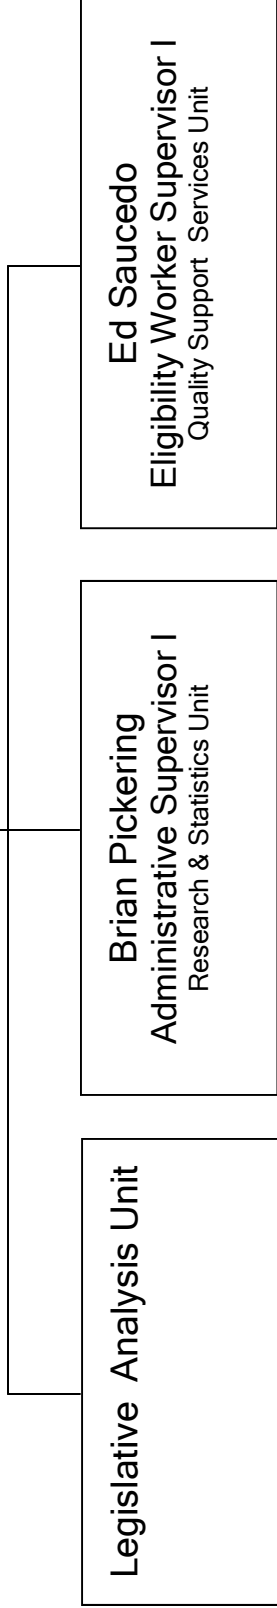 Legislative Analysis Unit
Brian Pickering
Administrative Supervisor I
Research & Statistics Unit
Ed Saucedo
Eligibility Worker Supervisor I
Quality Support Services Unit